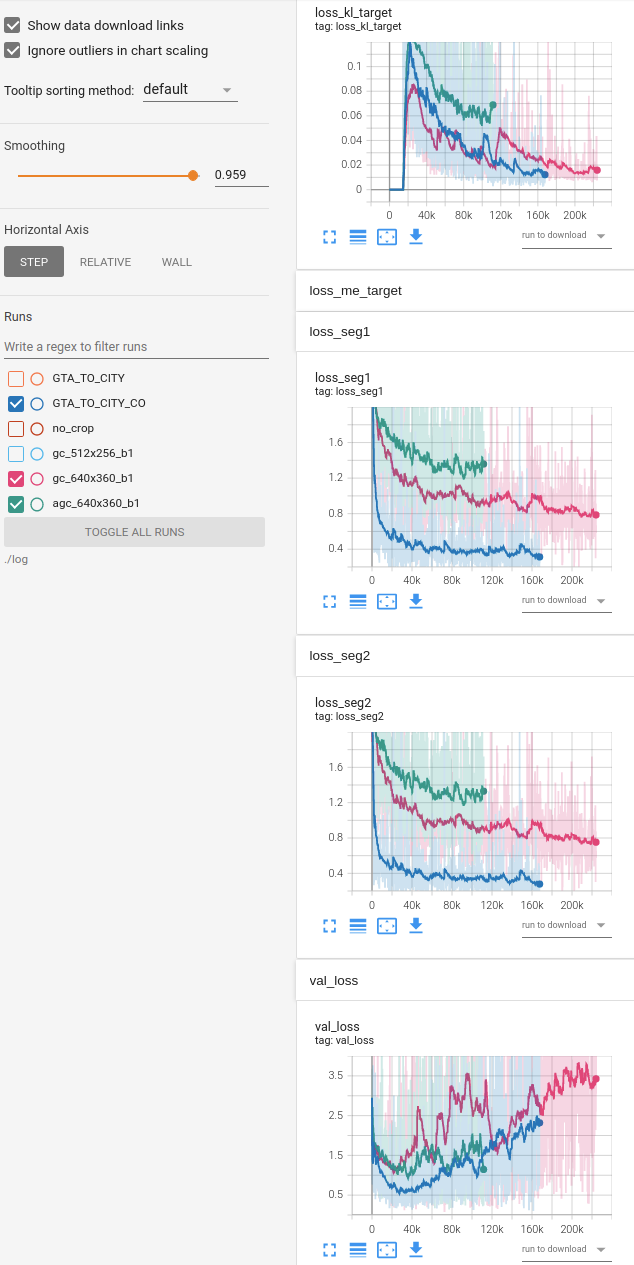 Show data download links
Ignore outliers in chart scaling
Tooltip sorting method: default
Smoothing
0.959
Horizontal Axis
STEP RELATIVE WALL
Runs
Write a regex to filter runs
GTA_TO_CITY
GTA_TO_CITY_CO
no_crop
gc_512x256_b1
gc_640x360_b1
agc_640x360_b1
TOGGLE ALL RUNS
./log
loss_kl_target
tag: loss_kl_target
0.1
0.08
0.06
0.04
0.02
0
0 40k 80k 120k 160k 200k
run to download
loss_me_target
loss_seg1
loss_seg1
tag: loss_seg1
1.6
1.2
0.8
0.4
0 40k 80k 120k 160k 200k
run to download
loss_seg2
loss_seg2
tag: loss_seg2
1.6
1.2
0.8
0.4
0 40k 80k 120k 160k 200k
run to download
val_loss
val_loss
tag: val_loss
3.5
2.5
1.5
0.5
0 40k 80k 120k 160k 200k
run to download